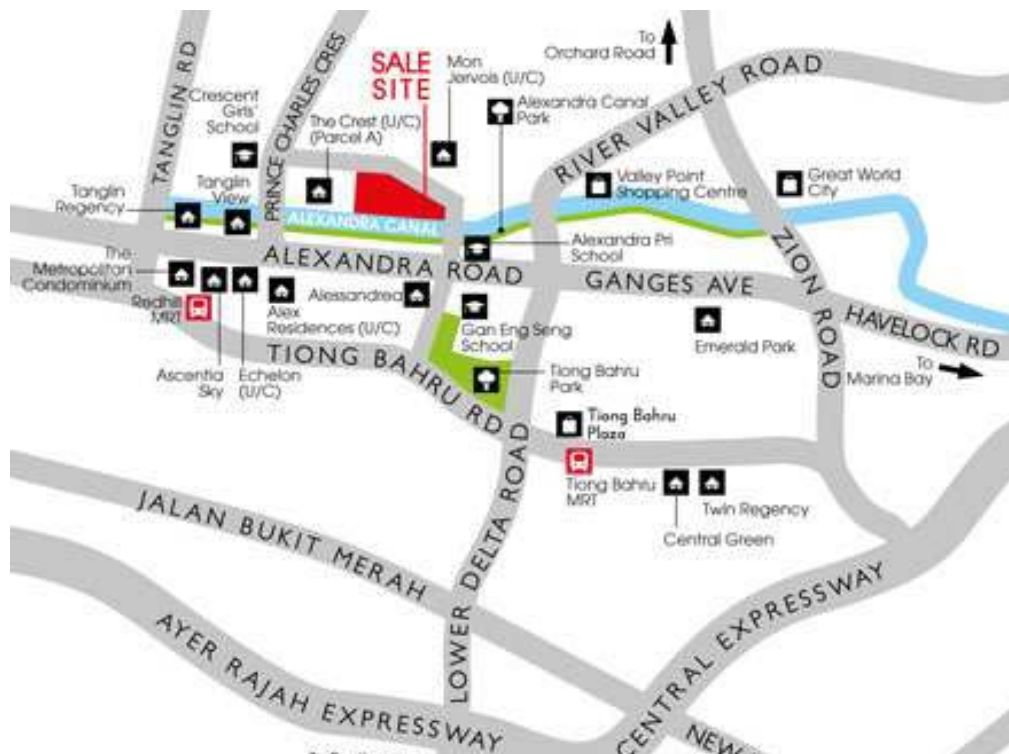 To
Orchard Road
TANGLIN RD
PRINCE CHARLES CRES
SALE
SITE
Mon
Jervois (U/C)
Crescent
Girls'
School
The Crest (U/C)
(Parcel A)
Alexandra Canal
Park
RIVER VALLEY ROAD
Tanglin
Regency
Tanglin
View
Valley Point
Shopping Centre
Great World
City
ALEXANDRA CANAL
Alexandra Pri
School
ZION ROAD
The
Metropolitan
Condominium
ALEXANDRA ROAD
GANGES AVE
HAVELOCK RD
Redhill
MRT
Alex
Residences (U/C)
Alessandrea
Gan Eng Seng
School
Emerald Park
To
Marina Bay
Ascentia
Sky
Echelon
(U/C)
TIONG BAHRU RD
Tiong Bahru
Park
Tiong Bahru
Plaza
Tiong Bahru
MRT
Twin Regency
Central Green
JALAN BUKIT MERAH
LOWER DELTA ROAD
CENTRAL EXPRESSWAY
AYER RAJAH EXPRESSWAY
NEW